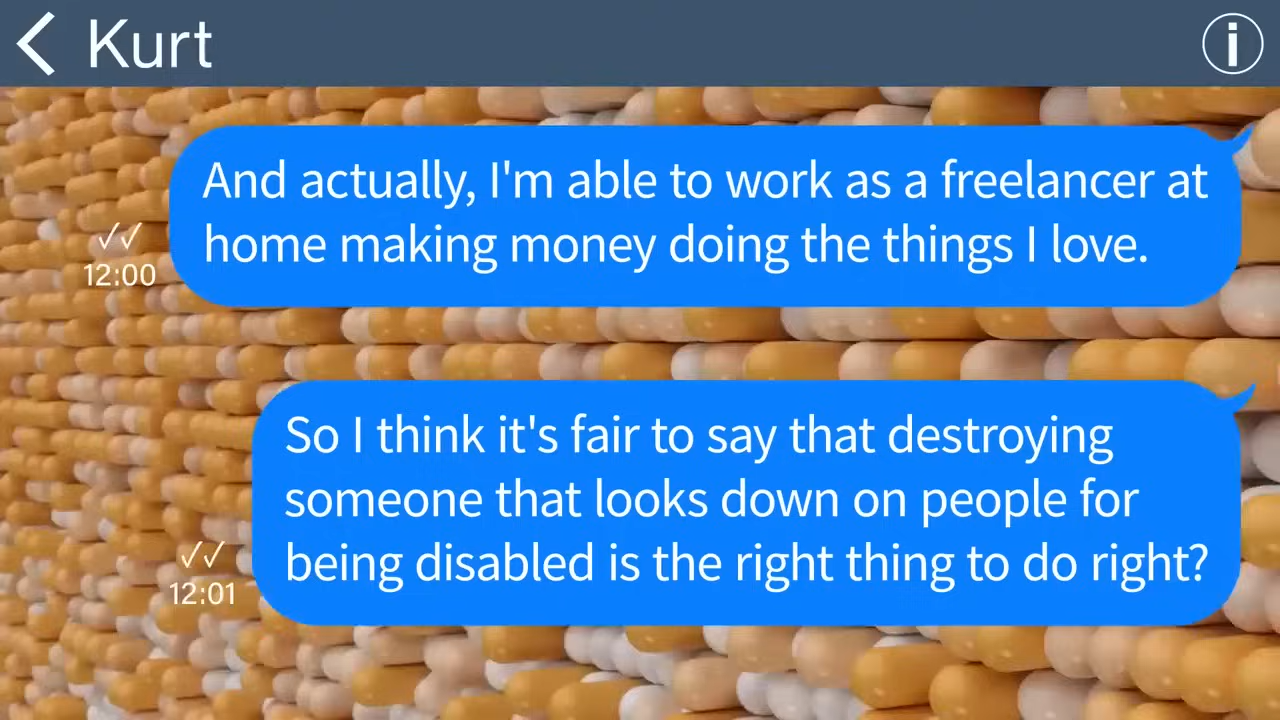 Kurt
And actually, I'm able to work as a freelancer at
home making money doing the things I love.
12:00
So I think it's fair to say that destroying
someone that looks down on people for
being disabled is the right thing to do right?
12:01